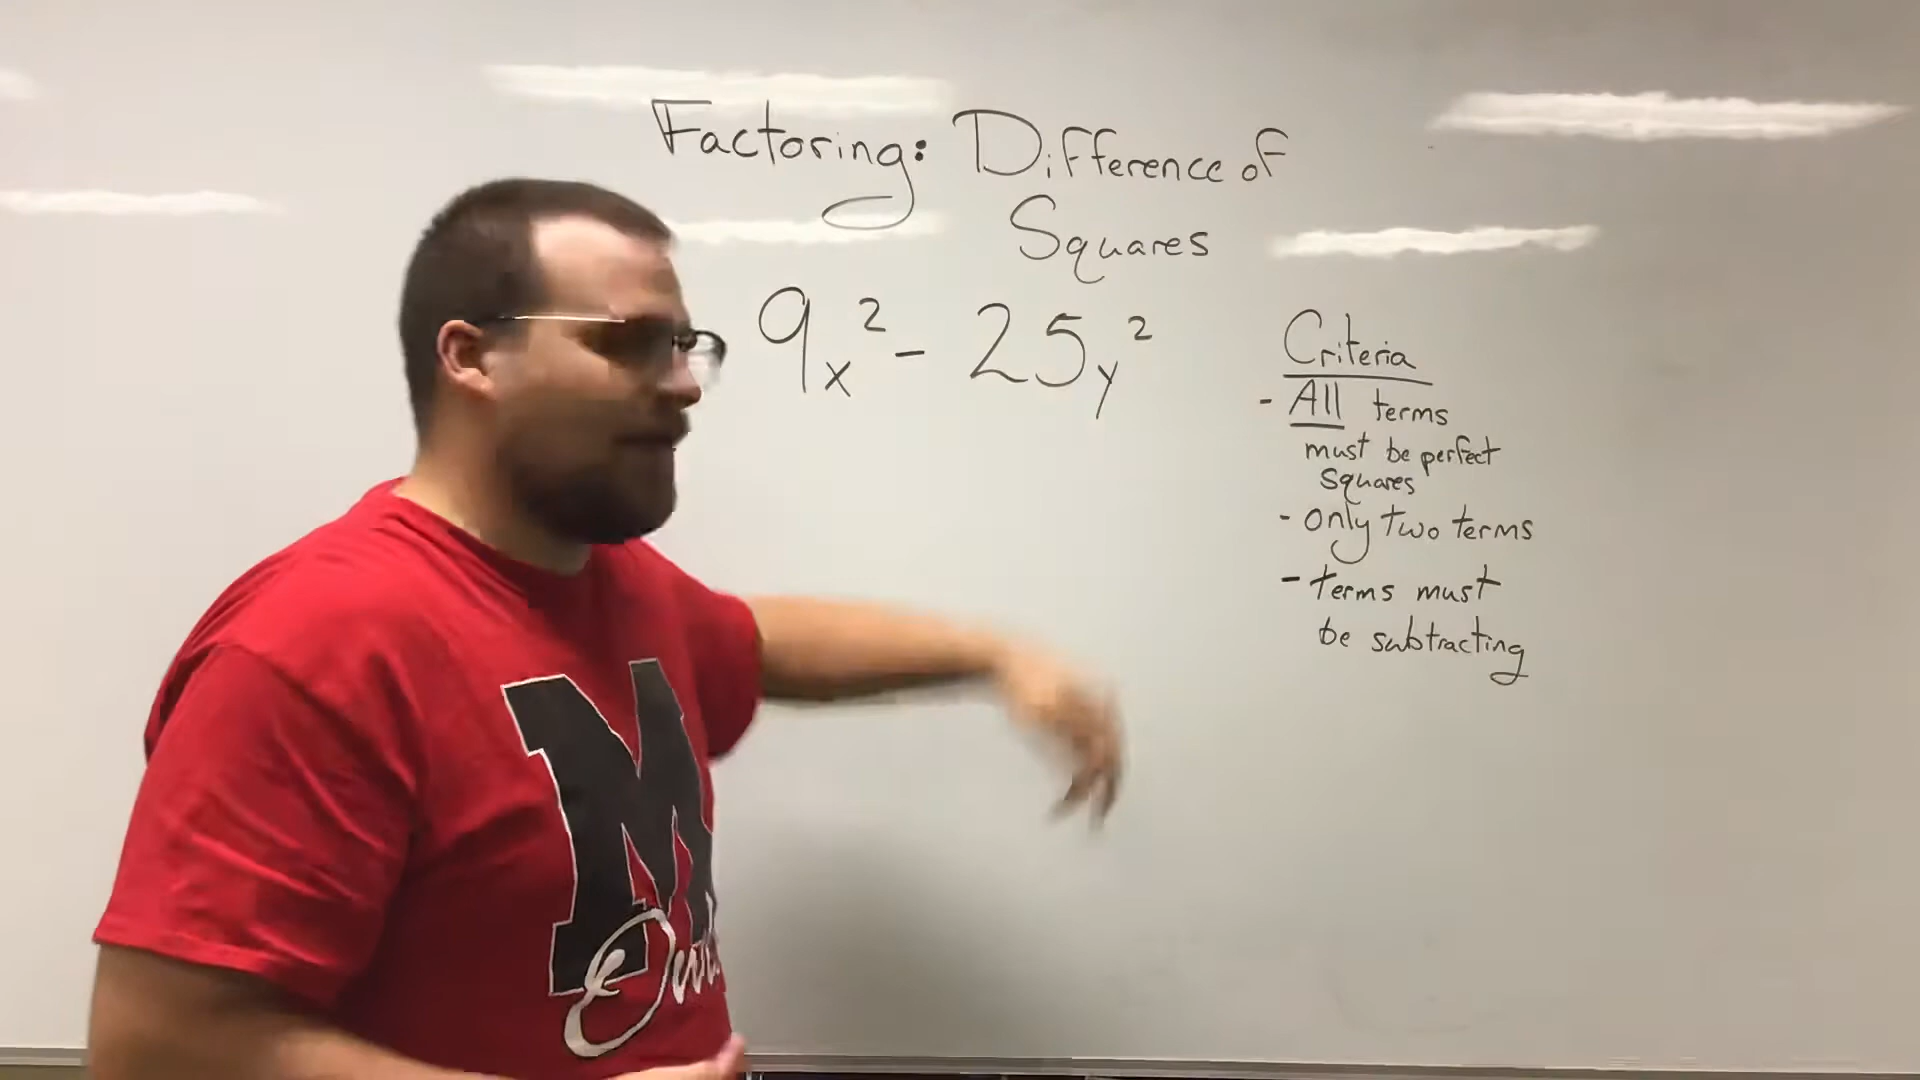 Factoring: Difference of
Squares
9x² - 25y²
Criteria
- All terms
must be perfect
squares
- only two terms
- terms must
be subtracting
M